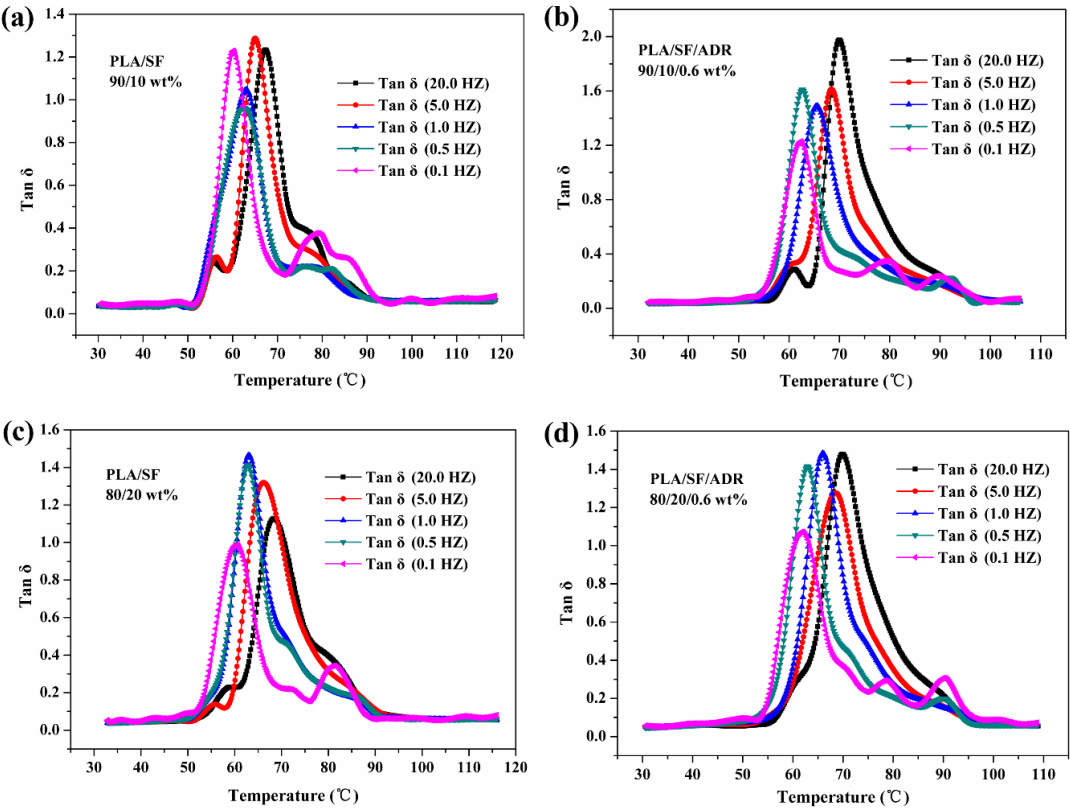 (a)
PLA/SF
90/10 wt%
Tan δ (20.0 HZ)
Tan δ (5.0 HZ)
Tan δ (1.0 HZ)
Tan δ (0.5 HZ)
Tan δ (0.1 HZ)
Tan δ
1.4
1.2
1.0
0.8
0.6
0.4
0.2
0.0
30 40 50 60 70 80 90 100 110 120
Temperature (℃)
(b)
PLA/SF/ADR
90/10/0.6 wt%
Tan δ (20.0 HZ)
Tan δ (5.0 HZ)
Tan δ (1.0 HZ)
Tan δ (0.5 HZ)
Tan δ (0.1 HZ)
Tan δ
2.0
1.6
1.2
0.8
0.4
0.0
30 40 50 60 70 80 90 100 110
Temperature (℃)
(c)
PLA/SF
80/20 wt%
Tan δ (20.0 HZ)
Tan δ (5.0 HZ)
Tan δ (1.0 HZ)
Tan δ (0.5 HZ)
Tan δ (0.1 HZ)
Tan δ
1.6
1.4
1.2
1.0
0.8
0.6
0.4
0.2
0.0
30 40 50 60 70 80 90 100 110 120
Temperature (℃)
(d)
PLA/SF/ADR
80/20/0.6 wt%
Tan δ (20.0 HZ)
Tan δ (5.0 HZ)
Tan δ (1.0 HZ)
Tan δ (0.5 HZ)
Tan δ (0.1 HZ)
Tan δ
1.6
1.4
1.2
1.0
0.8
0.6
0.4
0.2
0.0
30 40 50 60 70 80 90 100 110
Temperature (℃)